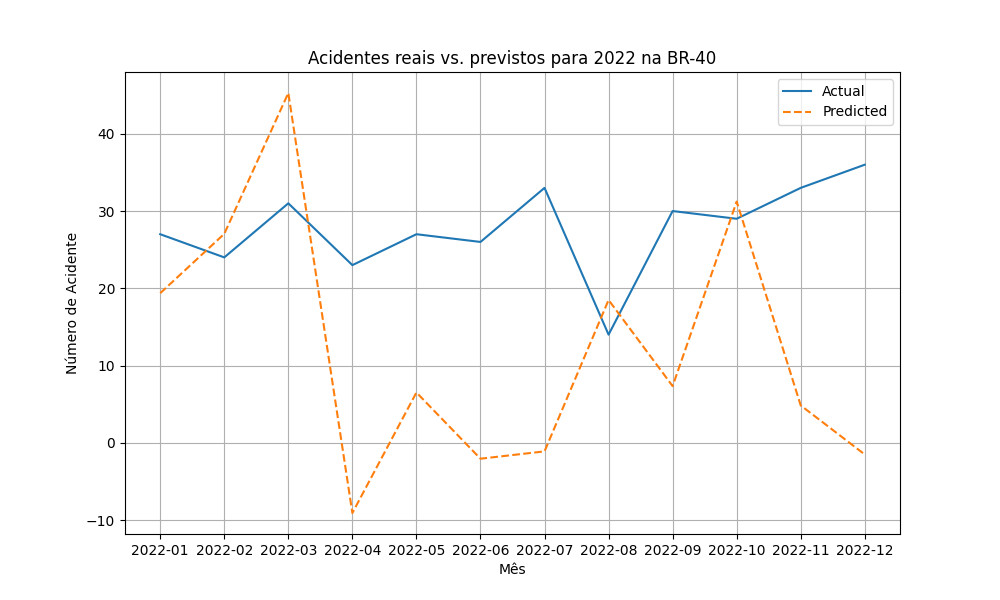 Acidentes reais vs. previstos para 2022 na BR-40
Actual
Predicted
Número de Acidente
40
30
20
10
0
−10
2022-01 2022-02 2022-03 2022-04 2022-05 2022-06 2022-07 2022-08 2022-09 2022-10 2022-11 2022-12
Mês